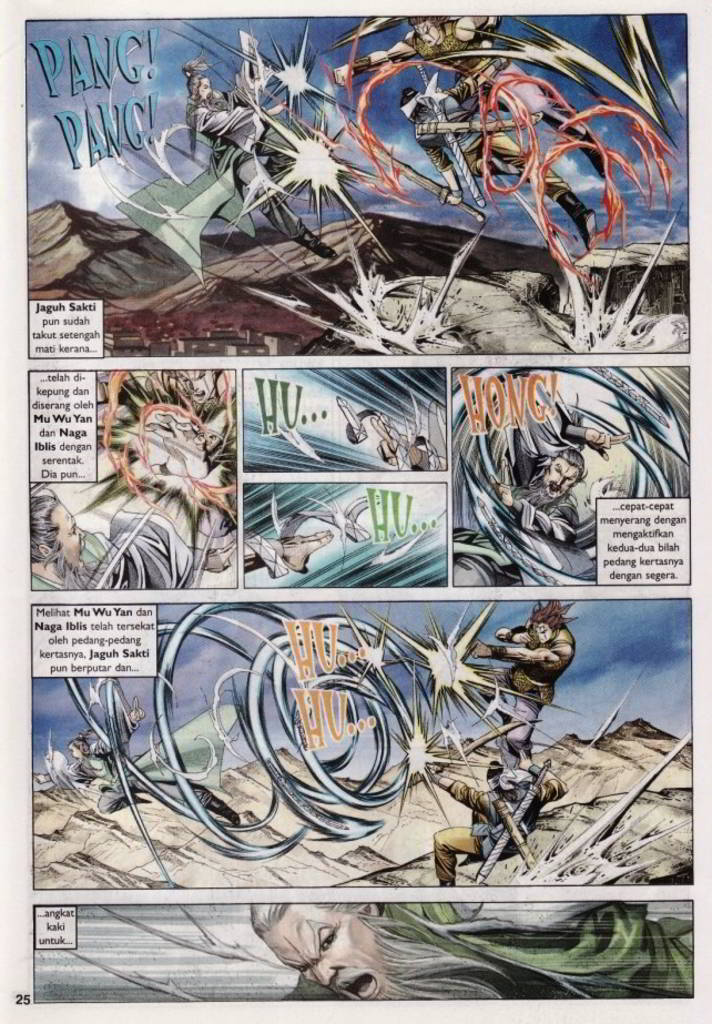 PANG!
PANG!
Jaguh Sakti
pun sudah
takut setengah
mati kerana...
...telah di-
kepung dan
diserang oleh
Mu Wu Yan
dan Naga
Iblis dengan
serentak.
Dia pun...
HU...
HU...
HONG!
...cepat-cepat
menyerang dengan
mengaktifkan
kedua-dua bilah
pedang kertasnya
dengan segera.
Melihat Mu Wu Yan dan
Naga Iblis telah tersekat
oleh pedang-pedang
kertasnya, Jaguh Sakti
pun berputar dan...
HU...
HU...
...angkat
kaki
untuk...
25